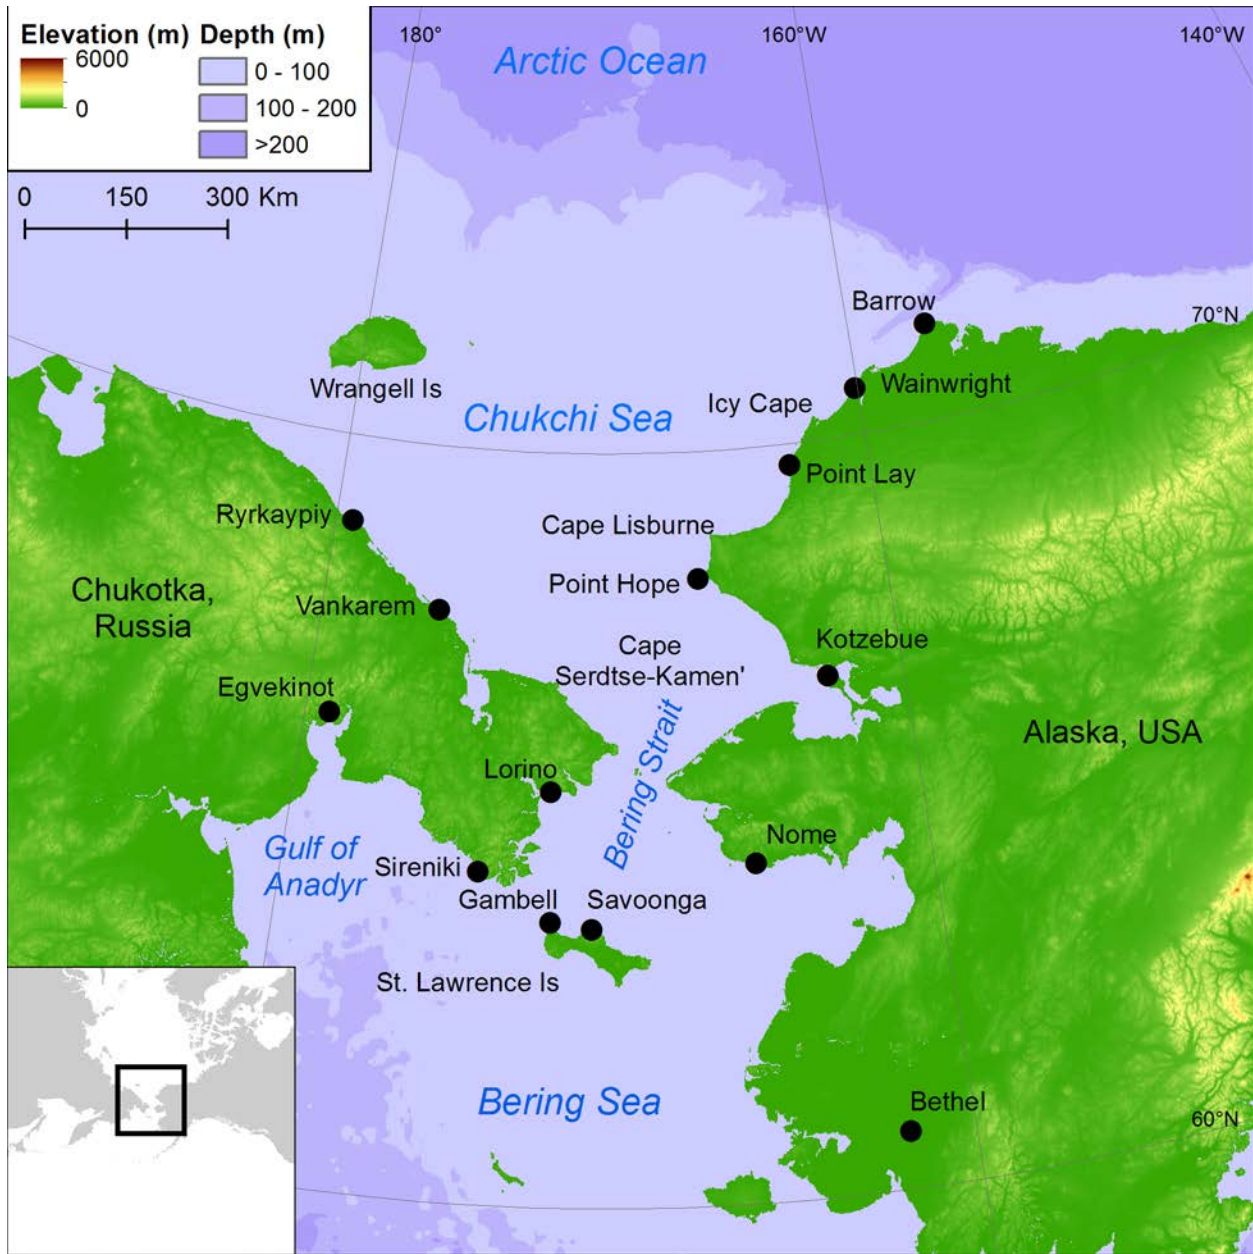 Elevation (m) Depth (m)
6000
0
0 - 100
100 - 200
>200
0 150 300 Km
180°
160°W
140°W
Arctic Ocean
Barrow
70°N
Wrangell Is
Wainwright
Icy Cape
Chukchi Sea
Point Lay
Ryrkaypiy
Cape Lisburne
Point Hope
Chukotka,
Russia
Vankarem
Kotzebue
Cape
Serdtse-Kamen'
Egvekinot
Bering Strait
Alaska, USA
Lorino
Nome
Gulf of
Anadyr
Sireniki
Gambell
Savoonga
St. Lawrence Is
Bering Sea
Bethel
60°N